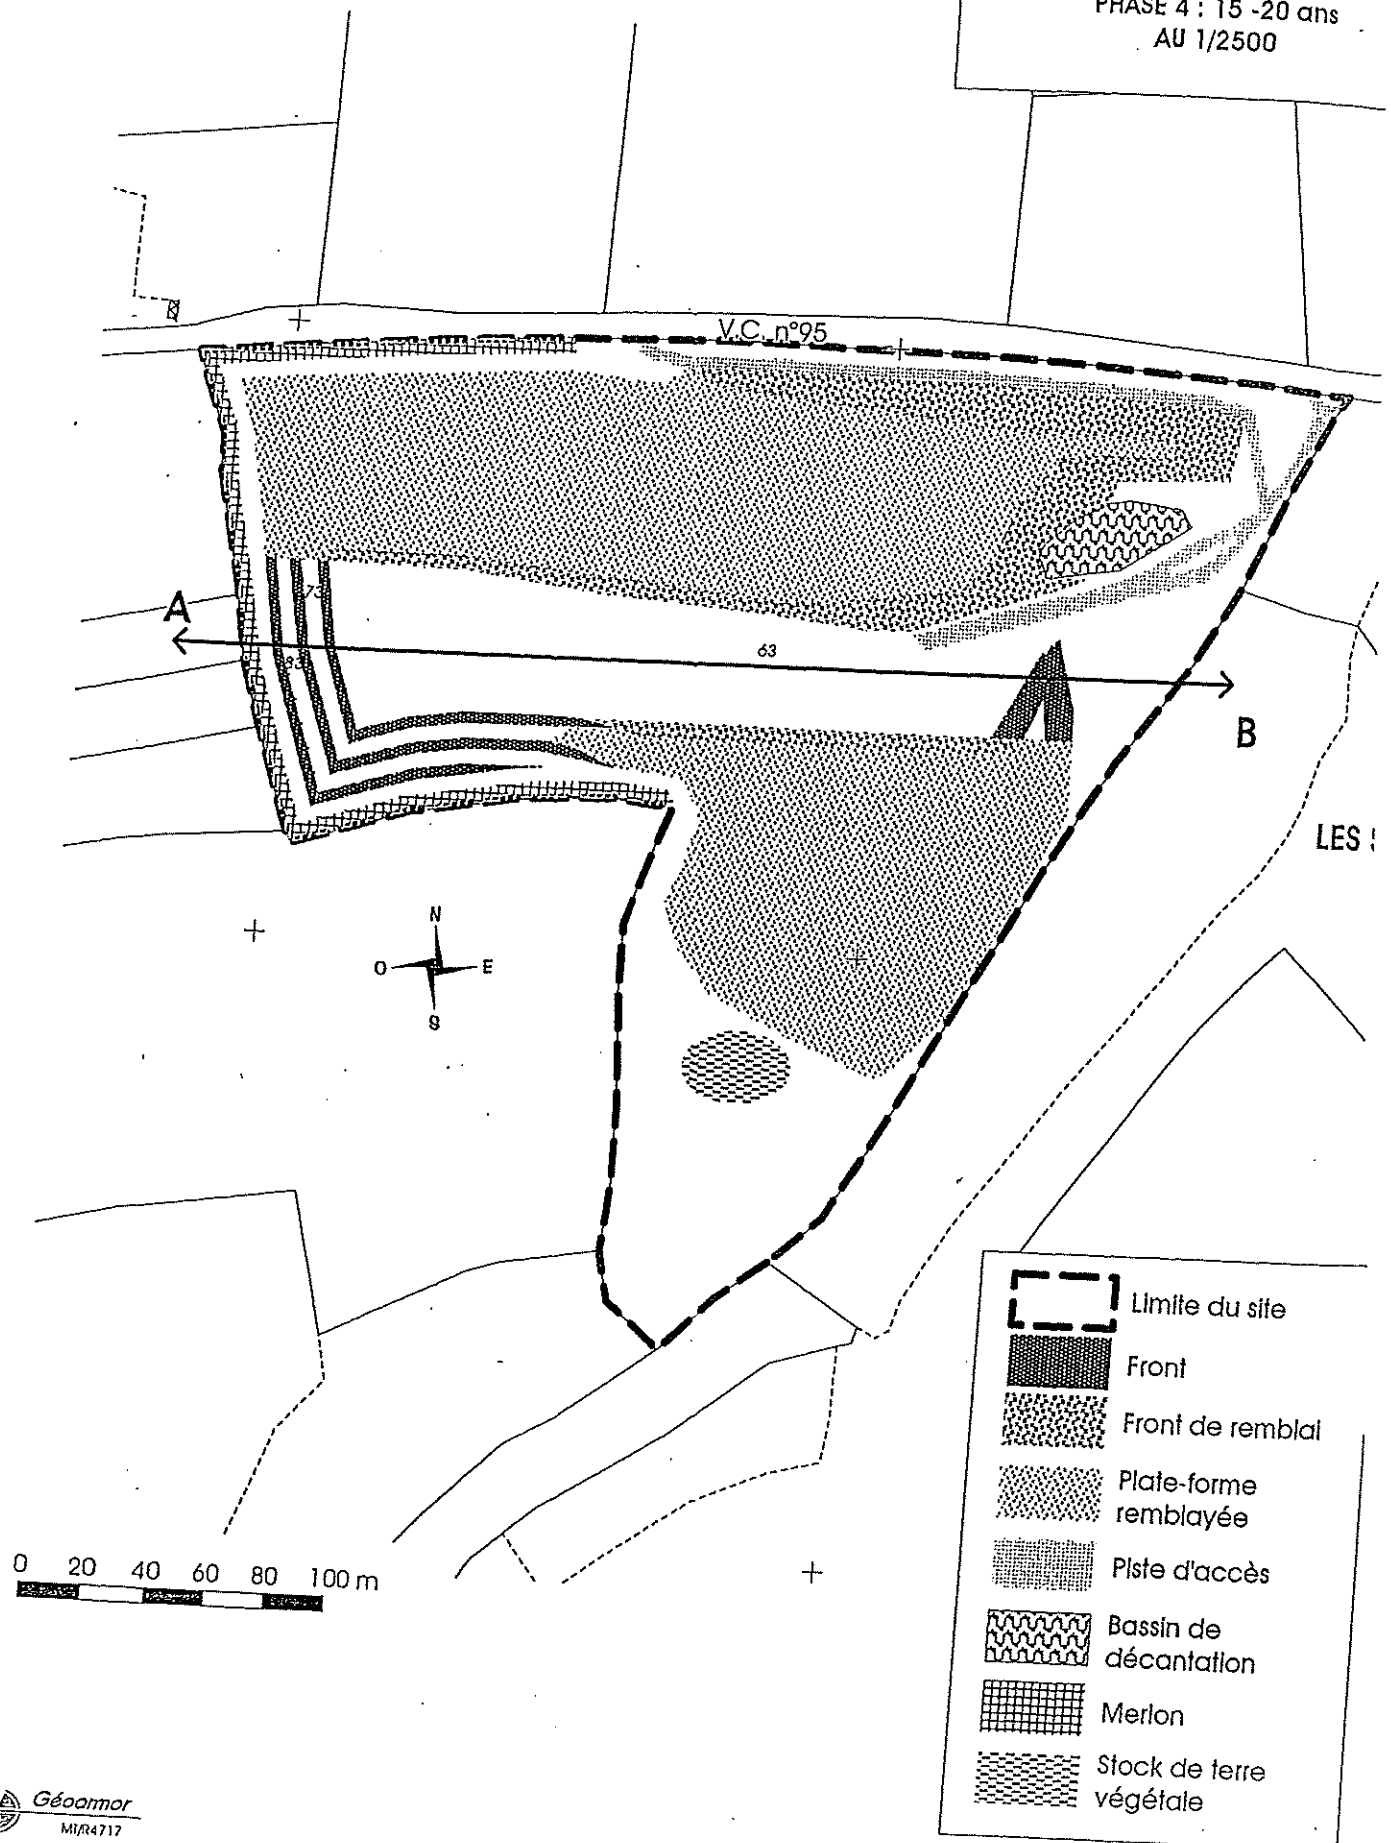 PHASE 4 : 15 -20 ans
AU 1/2500
V.C. n°95
A
73
83
63
B
LES
N
O
E
S
Limite du site
Front
Front de remblai
Plate-forme
remblayée
Piste d'accès
Bassin de
décantation
Merlon
Stock de terre
végétale
0 20 40 60 80 100 m
Géoarmor
MI/R4717